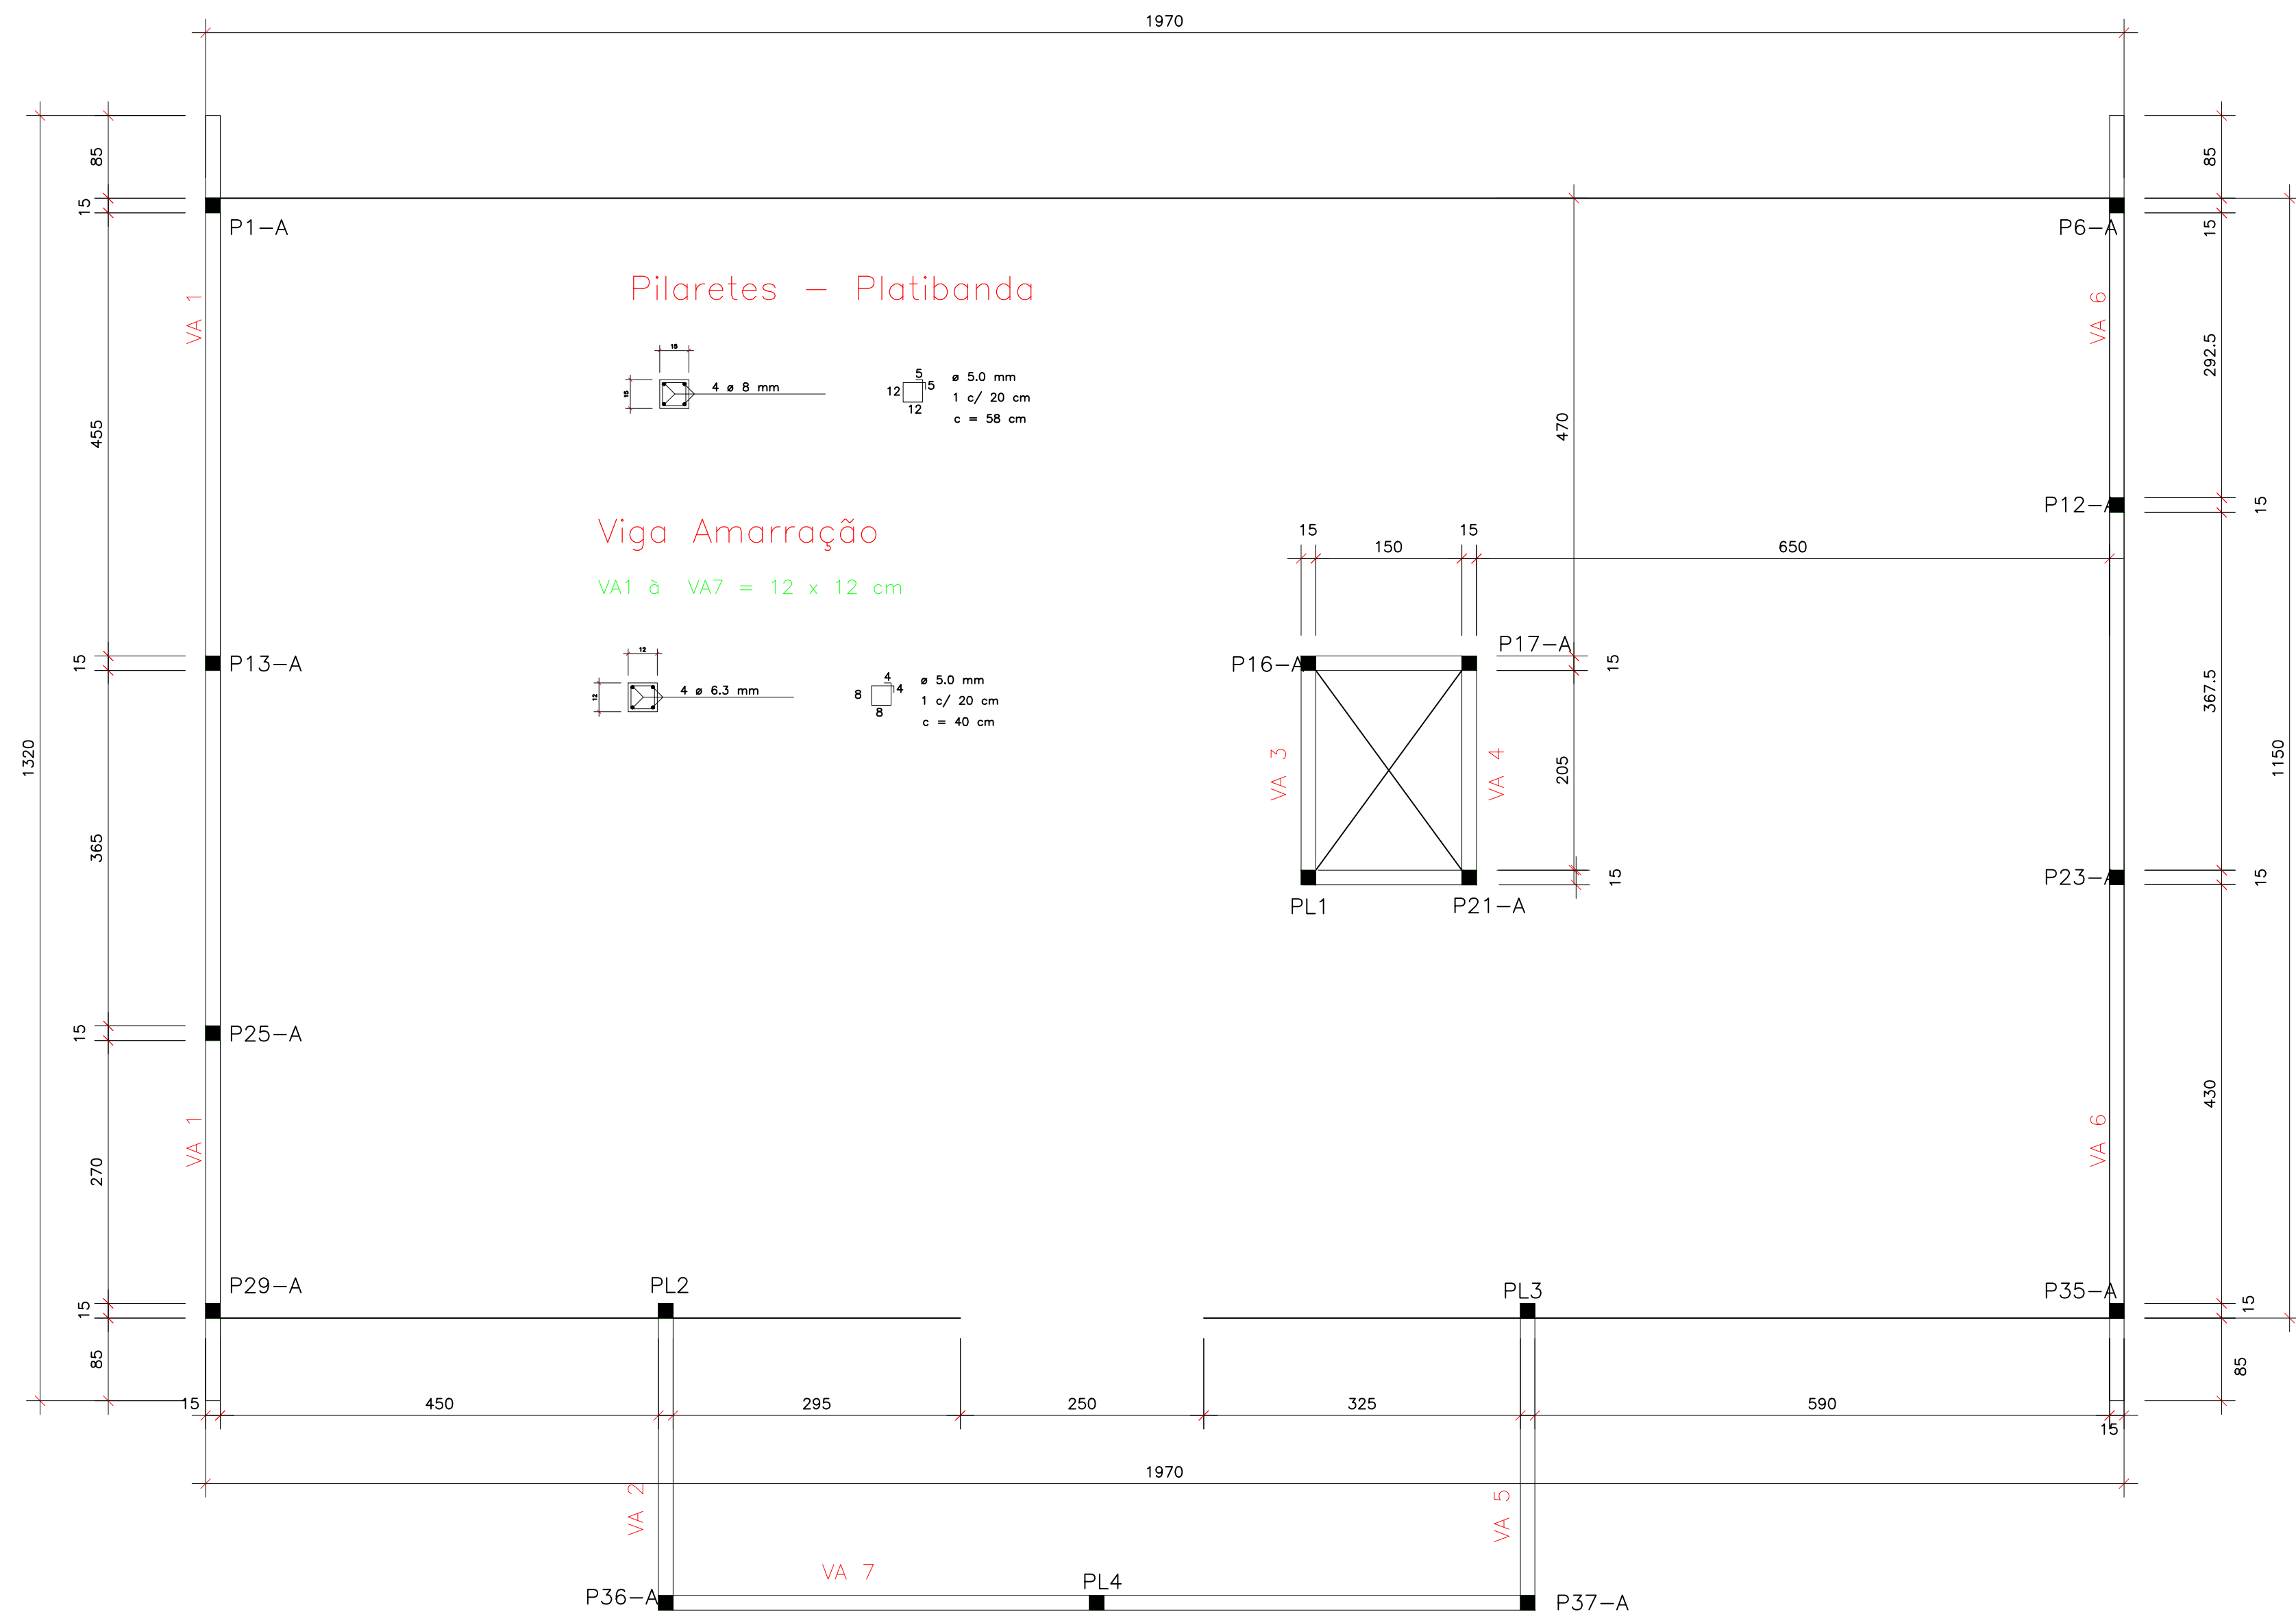 1970
85
85
15
P1-A
P6-A
15
VA 1
Pilaretes - Platibanda
VA 6
292.5
15
15
4 ø 8 mm
5
5
12
12
ø 5.0 mm
1 c/ 20 cm
c = 58 cm
455
470
P12-A
15
Viga Amarração
15
15
150
650
VA1 à VA7 = 12 x 12 cm
15
P13-A
P16-A
P17-A
15
12
12
4 ø 6.3 mm
4
4
8
8
ø 5.0 mm
1 c/ 20 cm
c = 40 cm
367.5
1320
VA 3
VA 4
205
1150
365
PL1
P21-A
15
P23-A
15
15
P25-A
430
VA 1
VA 6
270
P29-A
PL2
PL3
P35-A
15
15
85
85
15
450
295
250
325
590
15
1970
VA 2
VA 5
VA 7
P36-A
PL4
P37-A